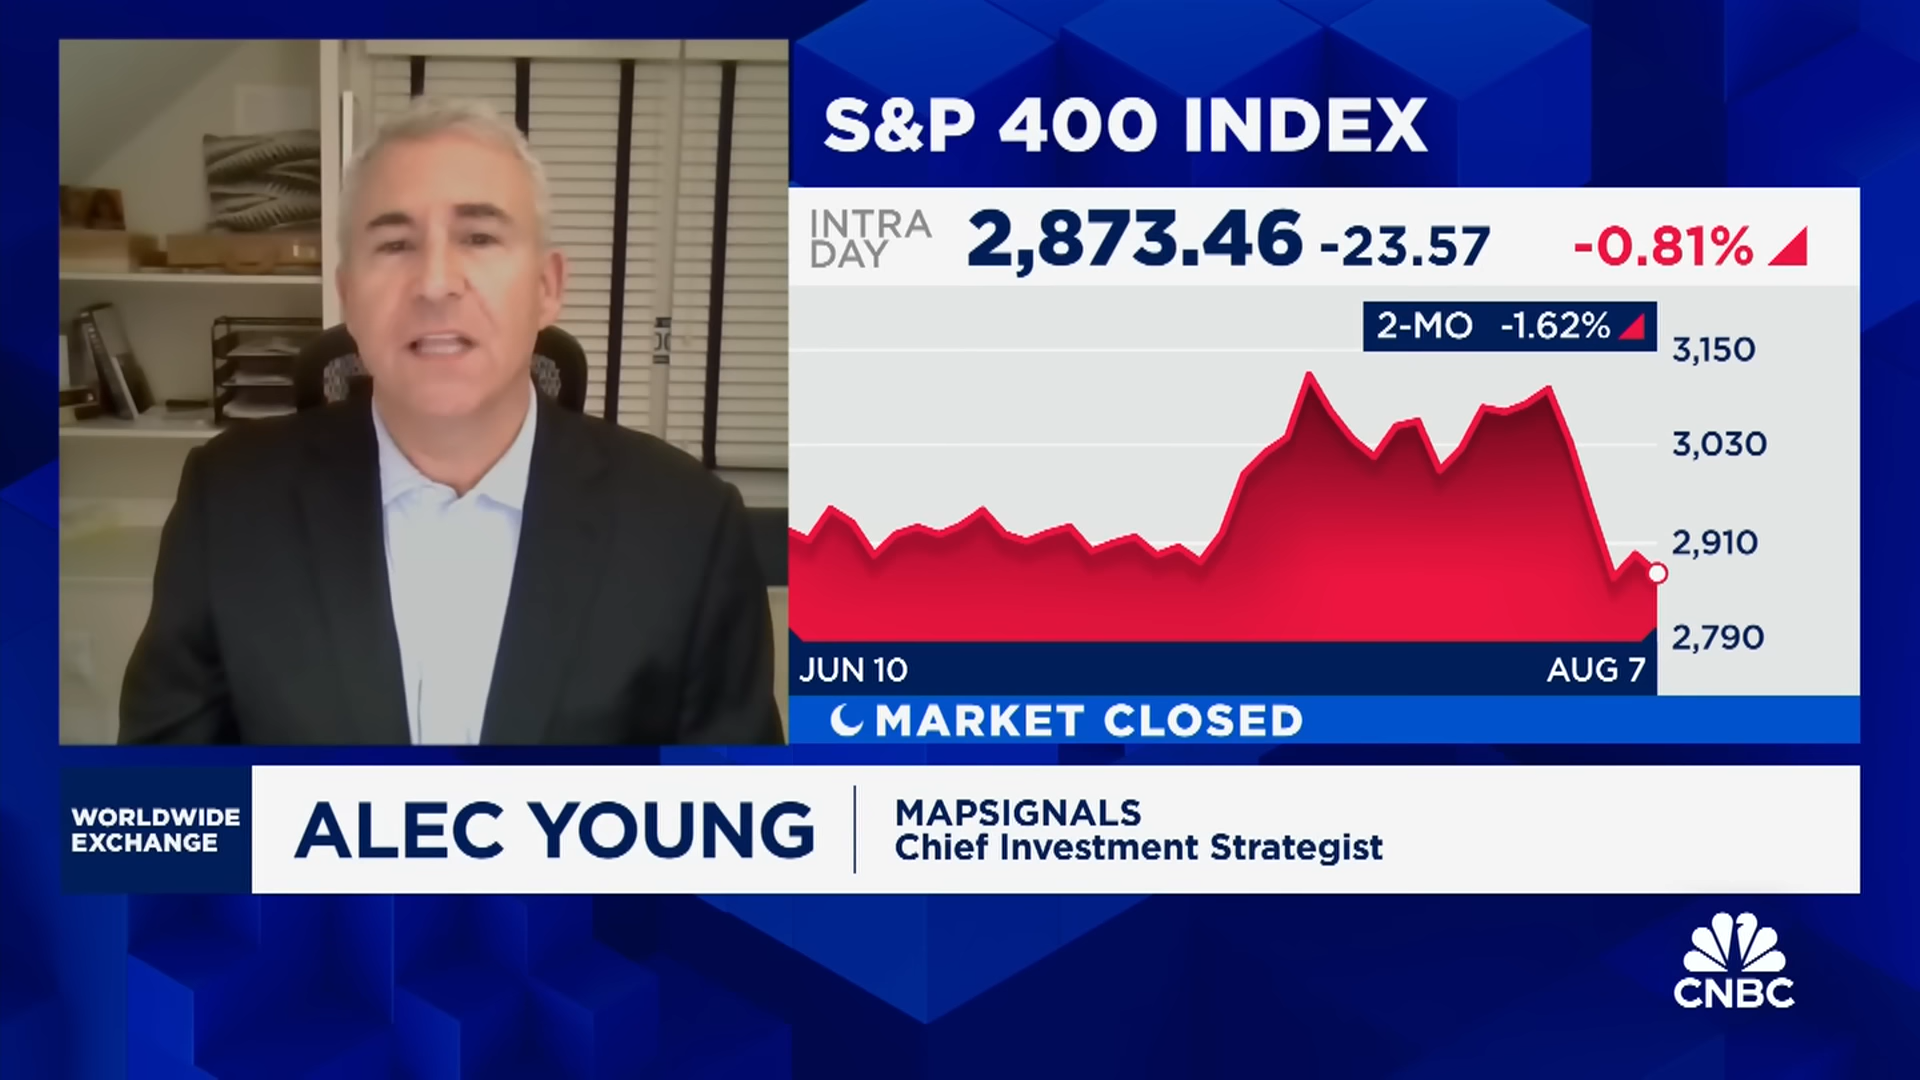 S&P 400 INDEX
INTRA
DAY
2,873.46 -23.57 -0.81%
2-MO -1.62%
3,150
3,030
2,910
2,790
JUN 10 AUG 7
MARKET CLOSED
WORLDWIDE
EXCHANGE
ALEC YOUNG
MAPSIGNALS
Chief Investment Strategist
CNBC